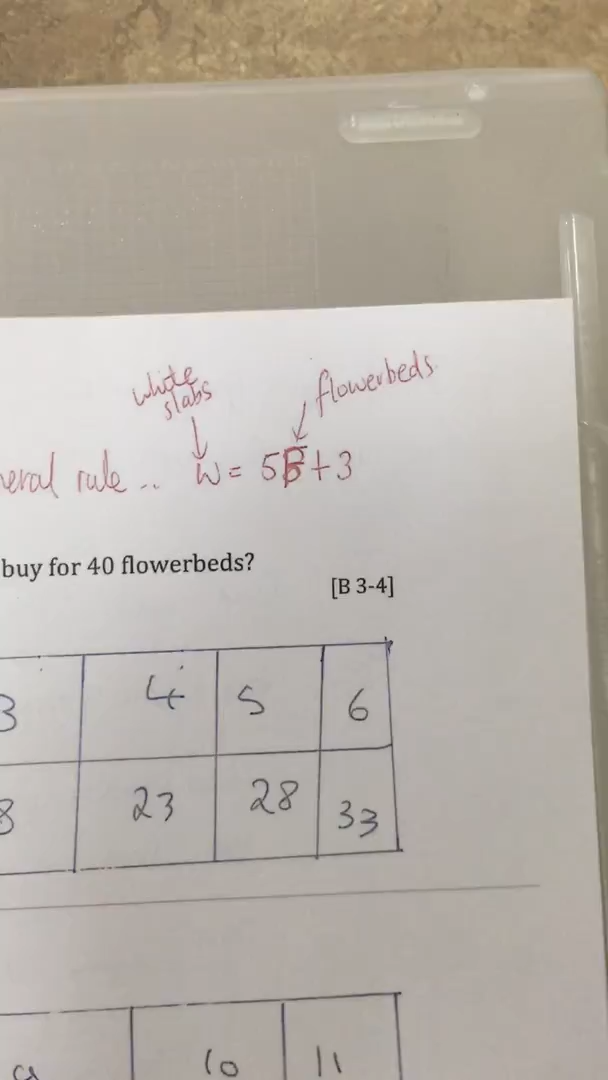 white
slabs
flowerbeds
neral rule .. W = 5F+3
buy for 40 flowerbeds?
[B 3-4]
3 4 5 6
8 23 28 33
10 11